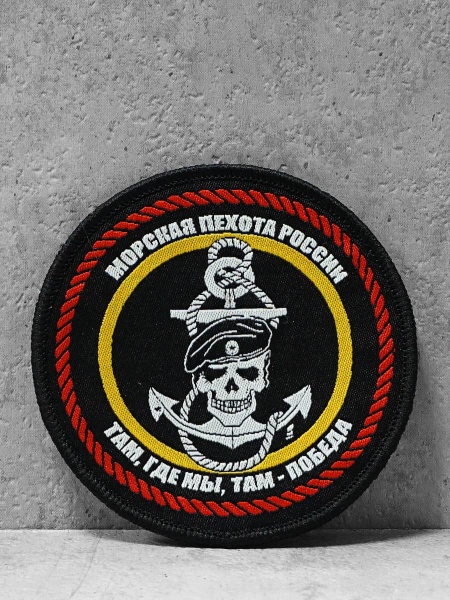 МОРСКАЯ ПЕХОТА РОССИИ
ТАМ, ГДЕ МЫ, ТАМ - ПОБЕДА